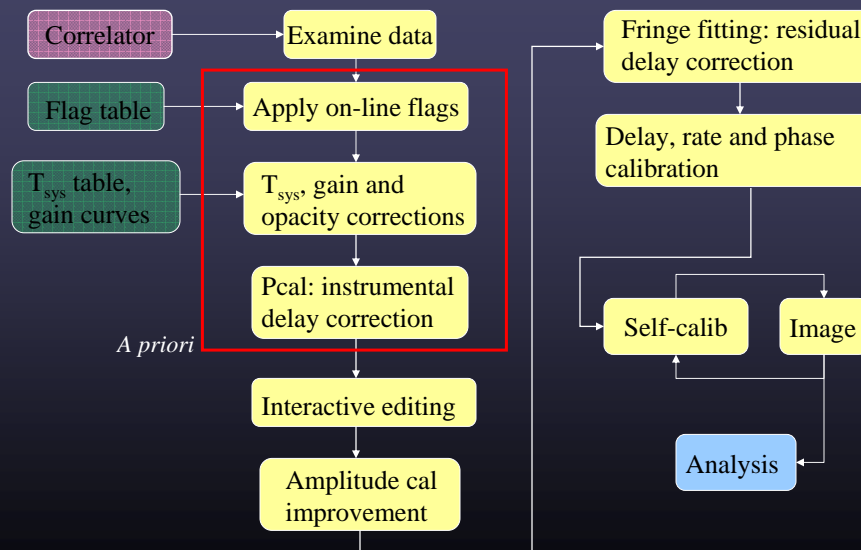 Correlator
Examine data
Flag table
Apply on-line flags
Tsys table,
gain curves
Tsys, gain and
opacity corrections
Pcal: instrumental
delay correction
A priori
Interactive editing
Amplitude cal
improvement
Fringe fitting: residual
delay correction
Delay, rate and phase
calibration
Self-calib
Image
Analysis